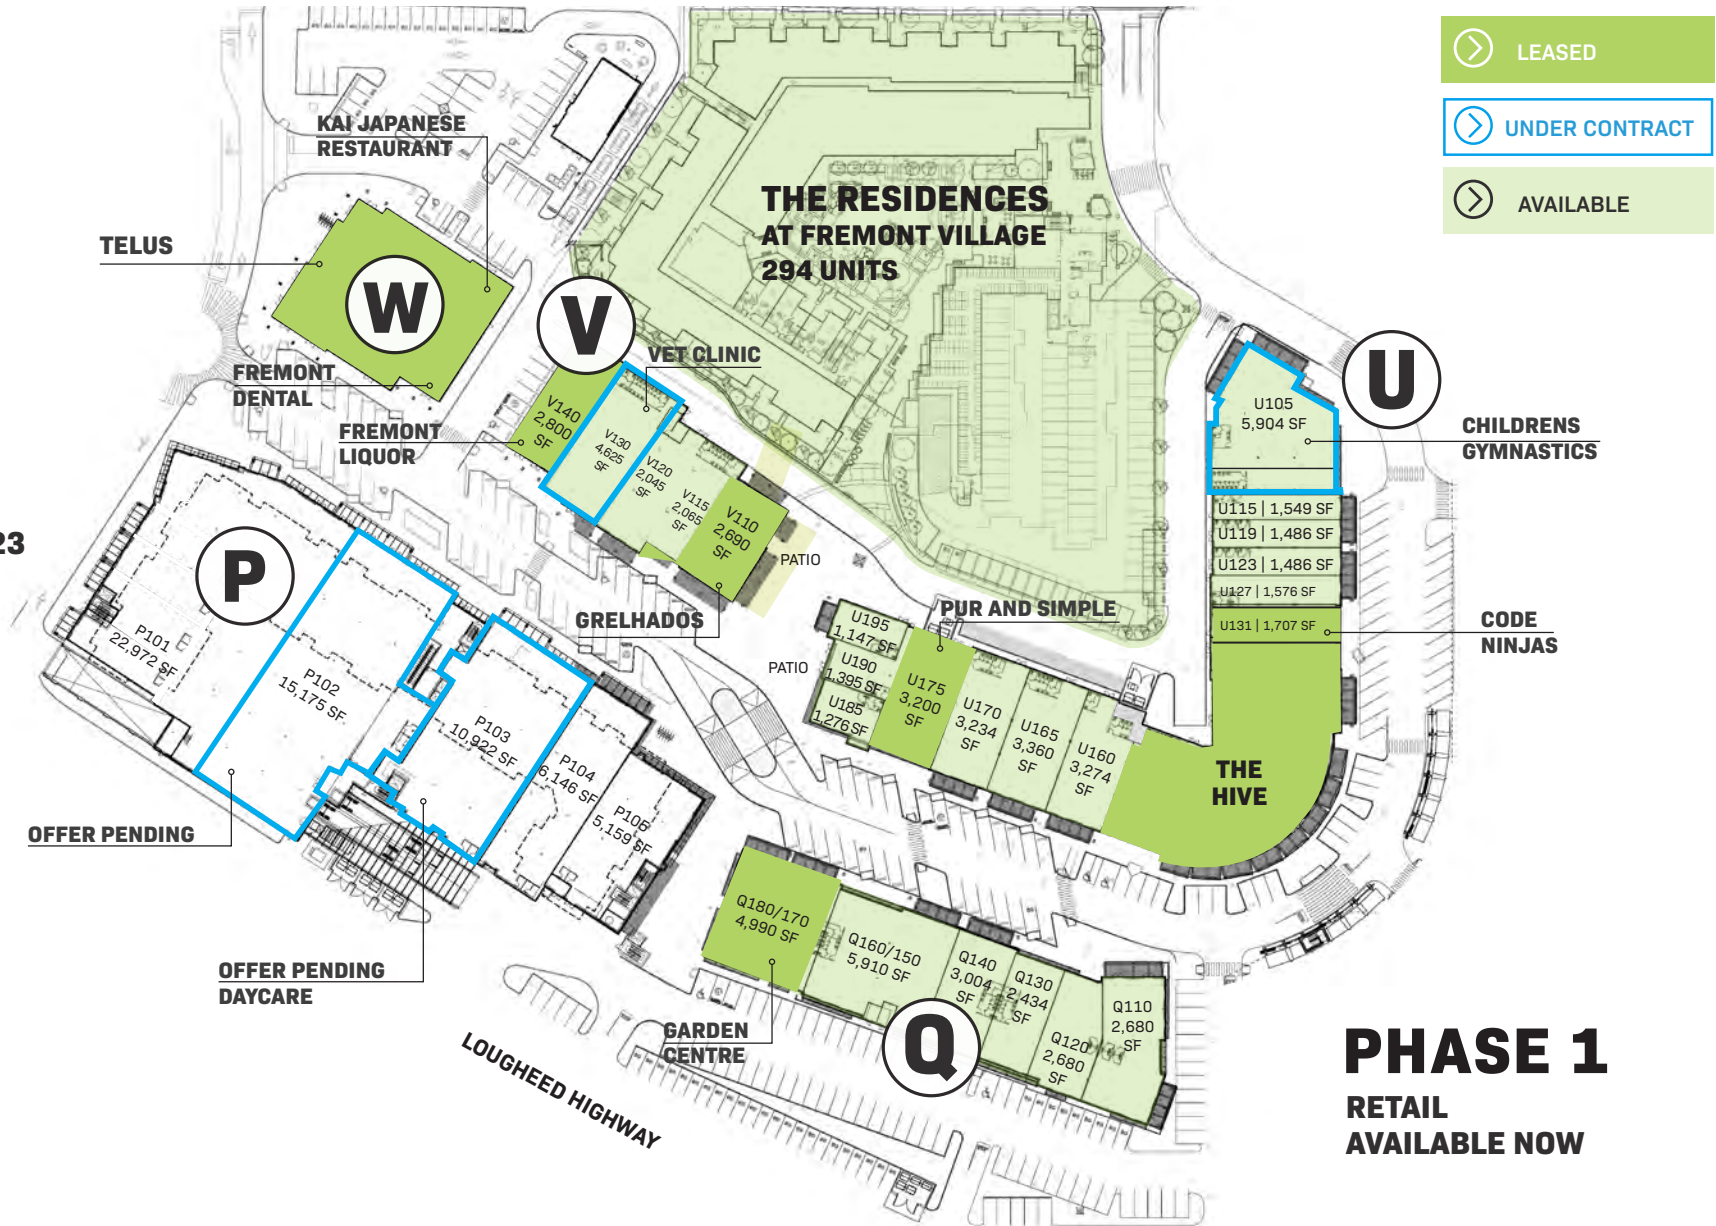 LEASED
UNDER CONTRACT
AVAILABLE
KAI JAPANESE
RESTAURANT
TELUS
W
FREMONT
DENTAL
THE RESIDENCES
AT FREMONT VILLAGE
294 UNITS
V
VET CLINIC
FREMONT
LIQUOR
V140
2,800
SF
V130
4,625
SF
V120
2,045
SF
V115
2,065
SF
V110
2,690
SF
PATIO
GRELHADOS
U
U105
5,904 SF
CHILDRENS
GYMNASTICS
U115 | 1,549 SF
U119 | 1,486 SF
U123 | 1,486 SF
U127 | 1,576 SF
U131 | 1,707 SF
CODE
NINJAS
23
P
P101
22,972 SF
P102
15,175 SF
P103
10,922 SF
P104
6,146 SF
P105
5,159 SF
OFFER PENDING
OFFER PENDING
DAYCARE
PUR AND SIMPLE
PATIO
U195
1,147 SF
U190
1,395 SF
U185
1,276 SF
U175
3,200
SF
U170
3,234
SF
U165
3,360
SF
U160
3,274
SF
THE
HIVE
Q180/170
4,990 SF
Q160/150
5,910 SF
Q140
3,004
SF
Q130
2,434
SF
Q120
2,680
SF
Q110
2,680
SF
Q
GARDEN
CENTRE
LOUGHEED HIGHWAY
PHASE 1
RETAIL
AVAILABLE NOW